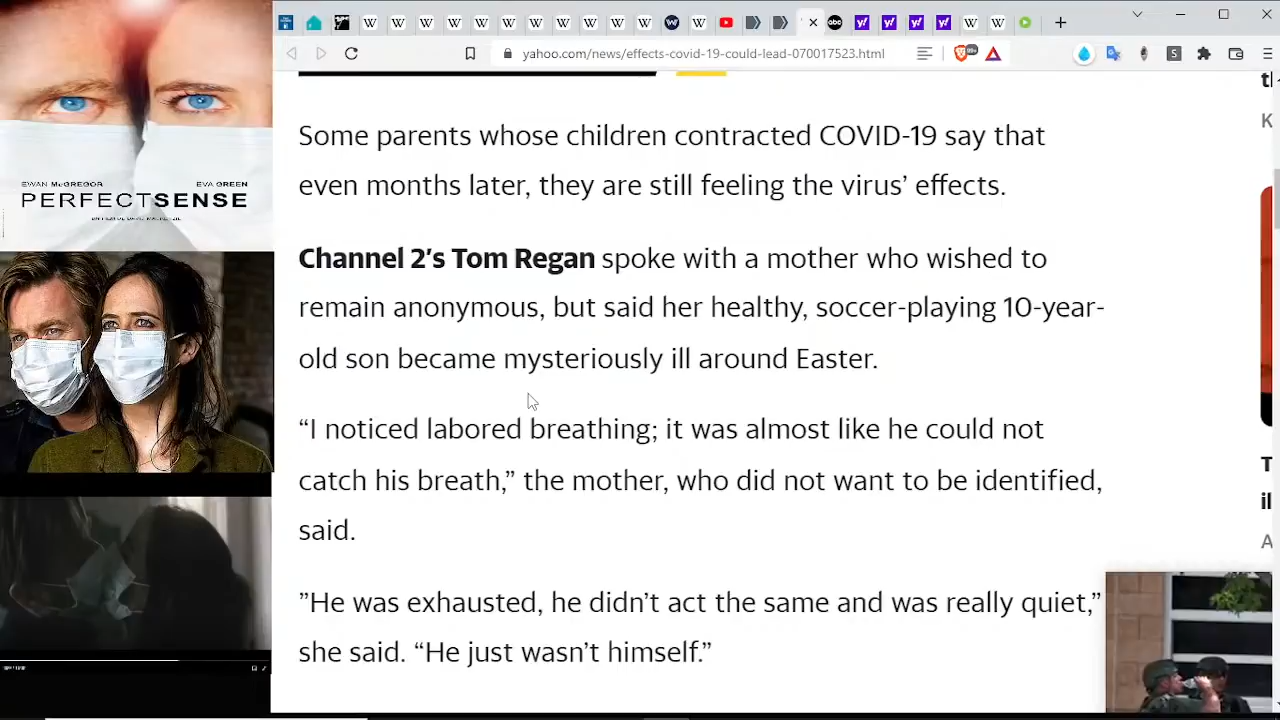 yahoo.com/news/effects-covid-19-could-lead-070017523.html
EWAN McGREGOR EVA GREEN
PERFECTSENSE
Some parents whose children contracted COVID-19 say that
even months later, they are still feeling the virus’ effects.
Channel 2’s Tom Regan spoke with a mother who wished to
remain anonymous, but said her healthy, soccer-playing 10-year-
old son became mysteriously ill around Easter.
“I noticed labored breathing; it was almost like he could not
catch his breath,” the mother, who did not want to be identified,
said.
”He was exhausted, he didn’t act the same and was really quiet,”
she said. “He just wasn’t himself.”
K
T
il
A